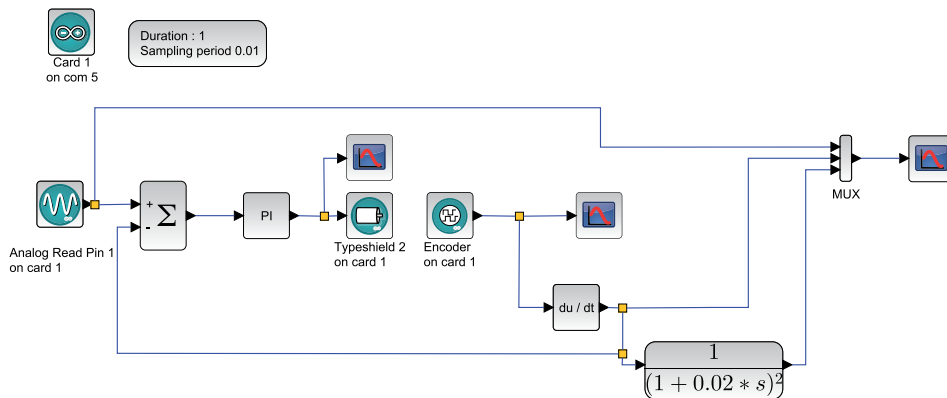 Duration : 1
Sampling period 0.01
Card 1
on com 5
MUX
+
-
Σ
PI
Analog Read Pin 1
on card 1
Typeshield 2
on card 1
Encoder
on card 1
du / dt
1
(1 + 0.02 * s)²